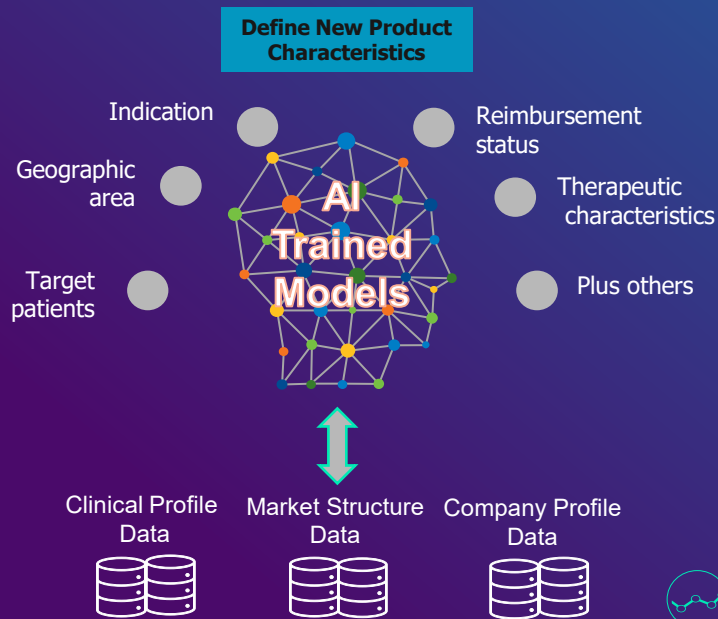 Define New Product
Characteristics
Indication
Reimbursement
status
Geographic
area
Therapeutic
characteristics
Target
patients
Plus others
AI
Trained
Models
Clinical Profile
Data
Market Structure
Data
Company Profile
Data